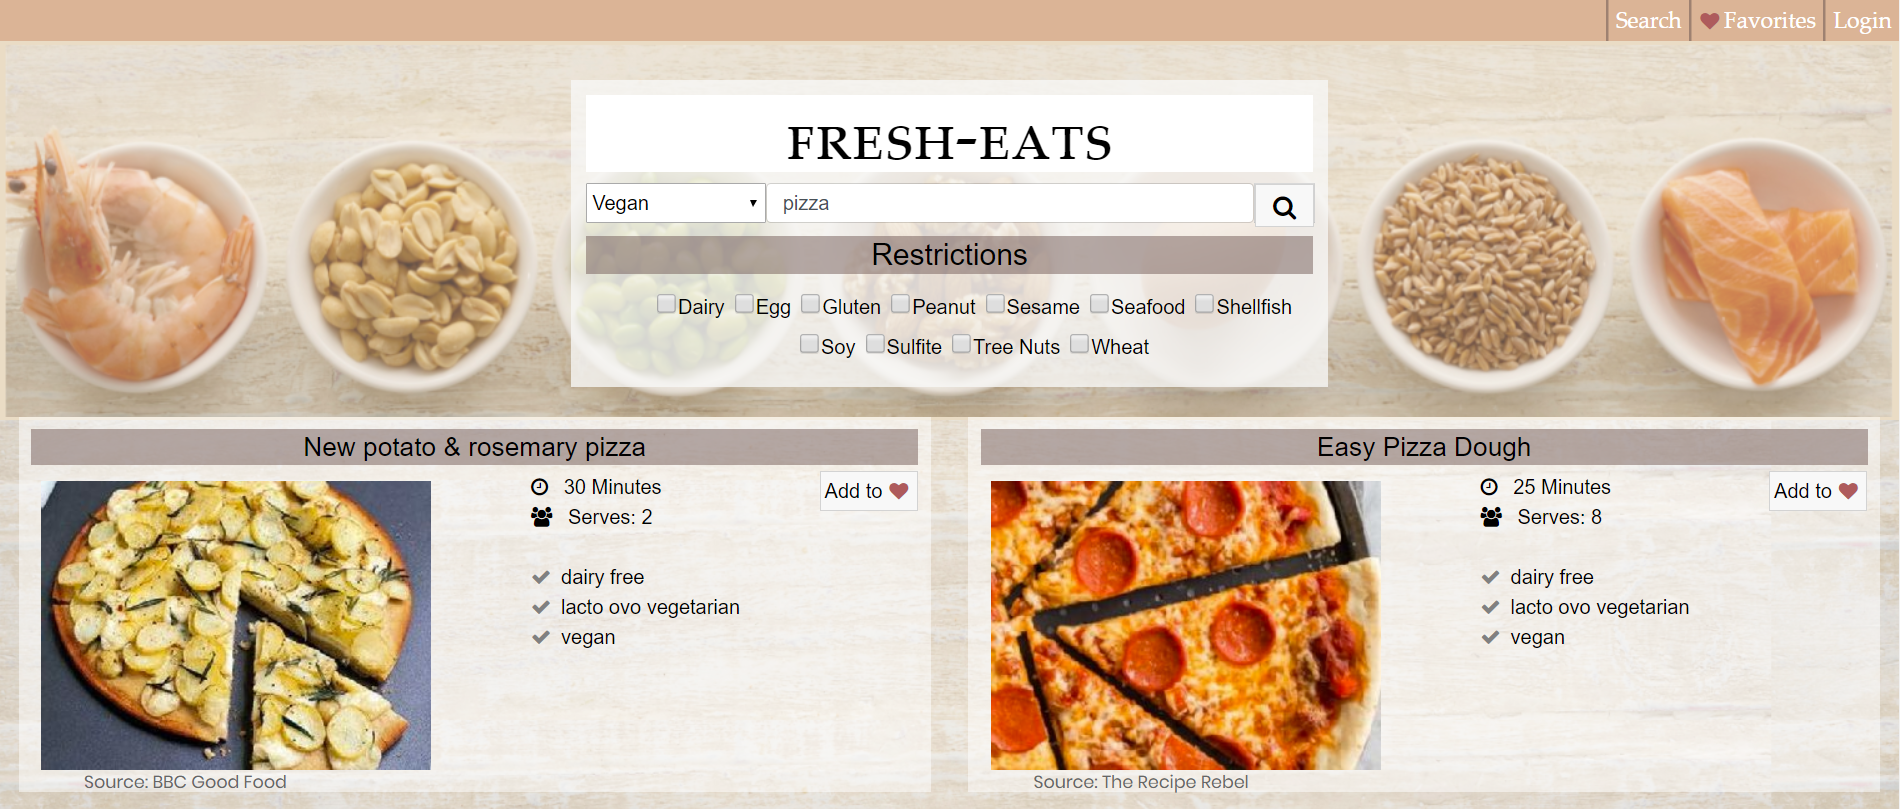 Search Favorites Login
FRESH-EATS
Vegan pizza
Restrictions
Dairy Egg Gluten Peanut Sesame Seafood Shellfish
Soy Sulfite Tree Nuts Wheat
New potato & rosemary pizza
30 Minutes
Add to
Serves: 2
dairy free
lacto ovo vegetarian
vegan
Source: BBC Good Food
Easy Pizza Dough
25 Minutes
Add to
Serves: 8
dairy free
lacto ovo vegetarian
vegan
Source: The Recipe Rebel